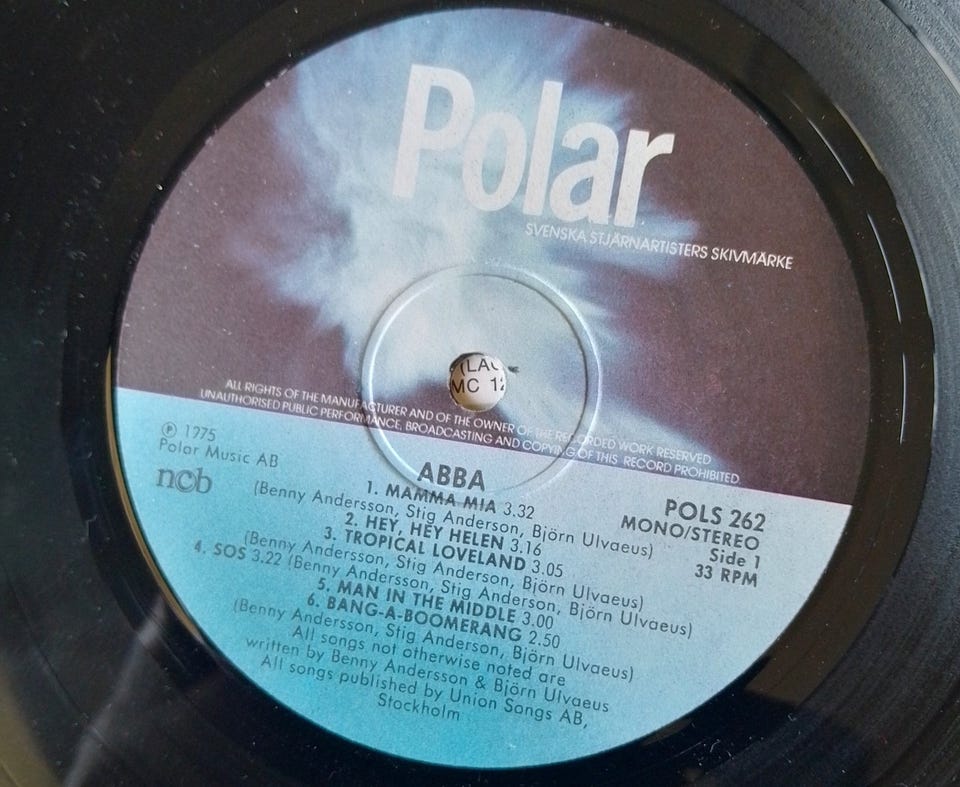 Polar
SVENSKA STJÄRNARTISTERS SKIVMÄRKE
(LAC
MC 12
ALL RIGHTS OF THE MANUFACTURER AND OF THE OWNER OF THE RECORDED WORK RESERVED
UNAUTHORISED PUBLIC PERFORMANCE, BROADCASTING AND COPYING OF THIS RECORD PROHIBITED
℗ 1975
Polar Music AB
ncb
POLS 262
MONO/STEREO
Side 1
33 RPM
ABBA
1. MAMMA MIA 3.32
(Benny Andersson, Stig Anderson, Björn Ulvaeus)
2. HEY, HEY HELEN 3.16
3. TROPICAL LOVELAND 3.05
(Benny Andersson, Stig Anderson, Björn Ulvaeus)
4. SOS 3.22 (Benny Andersson, Stig Anderson, Björn Ulvaeus)
5. MAN IN THE MIDDLE 3.00
6. BANG-A-BOOMERANG 2.50
(Benny Andersson, Stig Anderson, Björn Ulvaeus)
All songs not otherwise noted are
written by Benny Andersson & Björn Ulvaeus
All songs published by Union Songs AB,
Stockholm